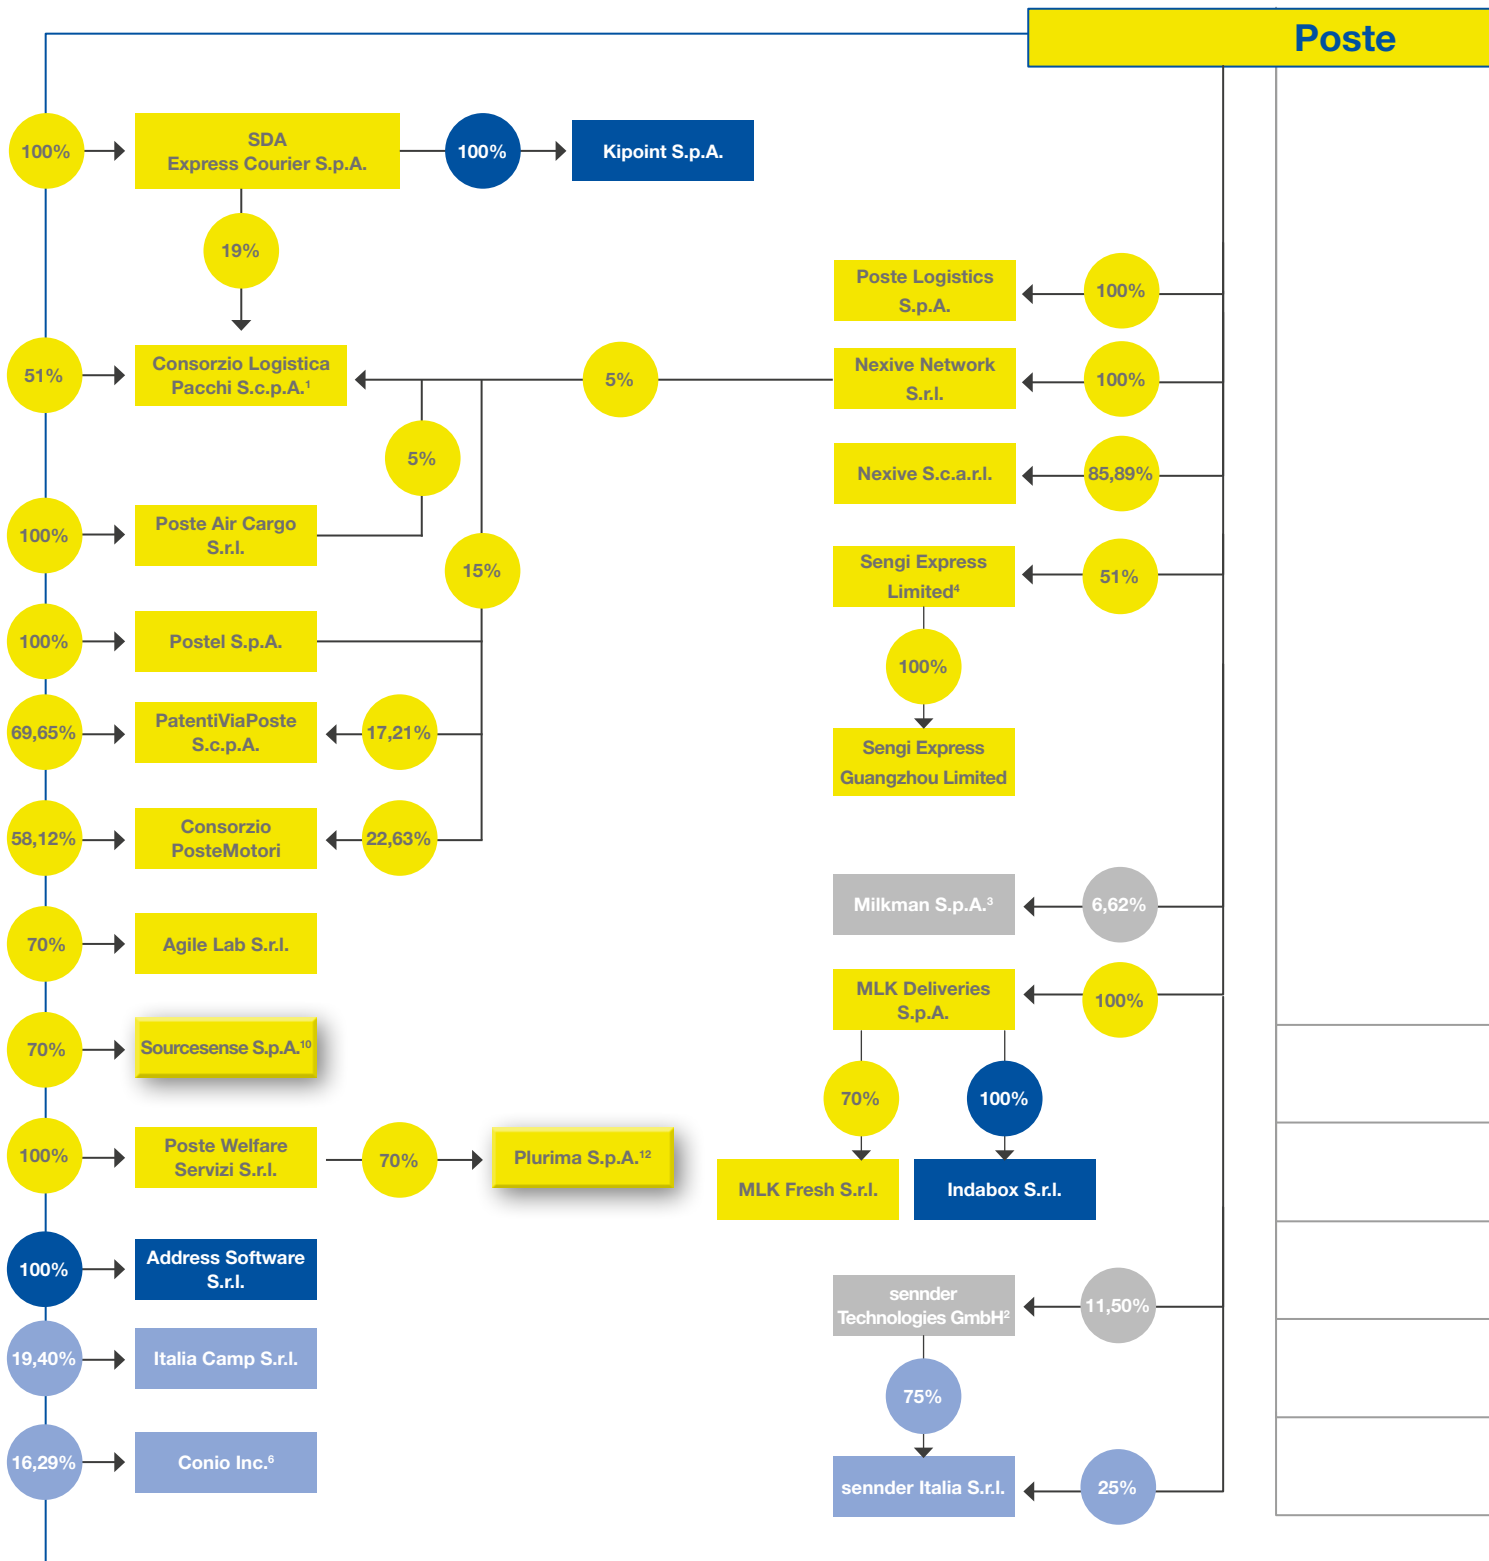 Poste
100%
SDA
Express Courier S.p.A.
100%
Kipoint S.p.A.
19%
Poste Logistics
S.p.A.
100%
51%
Consorzio Logistica
Pacchi S.c.p.A.¹
5%
Nexive Network
S.r.l.
100%
5%
Nexive S.c.a.r.l.
85,89%
100%
Poste Air Cargo
S.r.l.
15%
Sengi Express
Limited⁴
51%
100%
Postel S.p.A.
100%
69,65%
PatentiViaPoste
S.c.p.A.
17,21%
Sengi Express
Guangzhou Limited
58,12%
Consorzio
PosteMotori
22,63%
Milkman S.p.A.³
6,62%
70%
Agile Lab S.r.l.
MLK Deliveries
S.p.A.
100%
70%
Sourcesense S.p.A.¹⁰
70%
100%
100%
Poste Welfare
Servizi S.r.l.
70%
Plurima S.p.A.¹²
MLK Fresh S.r.l.
Indabox S.r.l.
100%
Address Software
S.r.l.
sennder
Technologies GmbH²
11,50%
19,40%
Italia Camp S.r.l.
75%
16,29%
Conio Inc.⁶
sennder Italia S.r.l.
25%